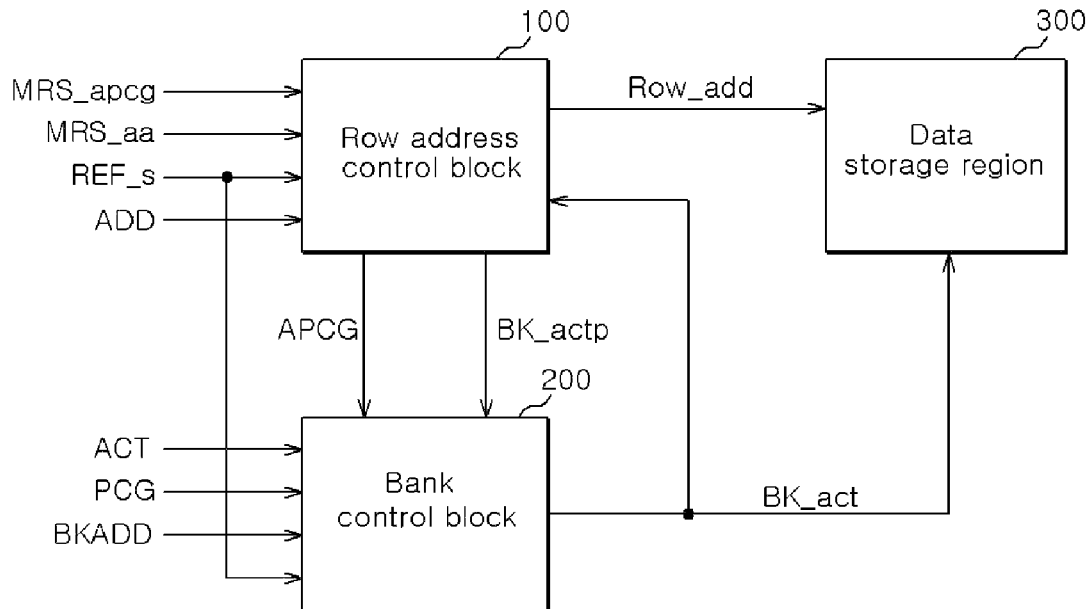 100
300
MRS_apcg
MRS_aa
REF_s
ADD
Row address
control block
Row_add
Data
storage region
APCG
BK_actp
200
ACT
PCG
BKADD
Bank
control block
BK_act